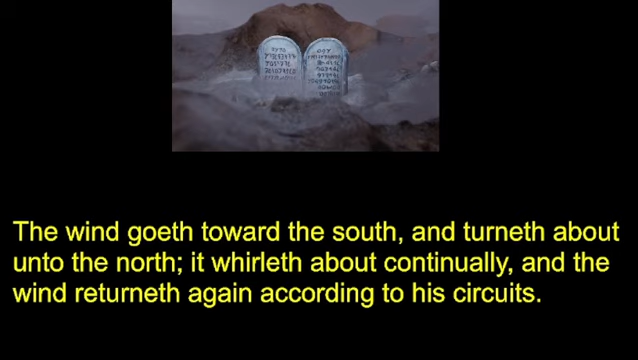 The wind goeth toward the south, and turneth about
unto the north; it whirleth about continually, and the
wind returneth again according to his circuits.